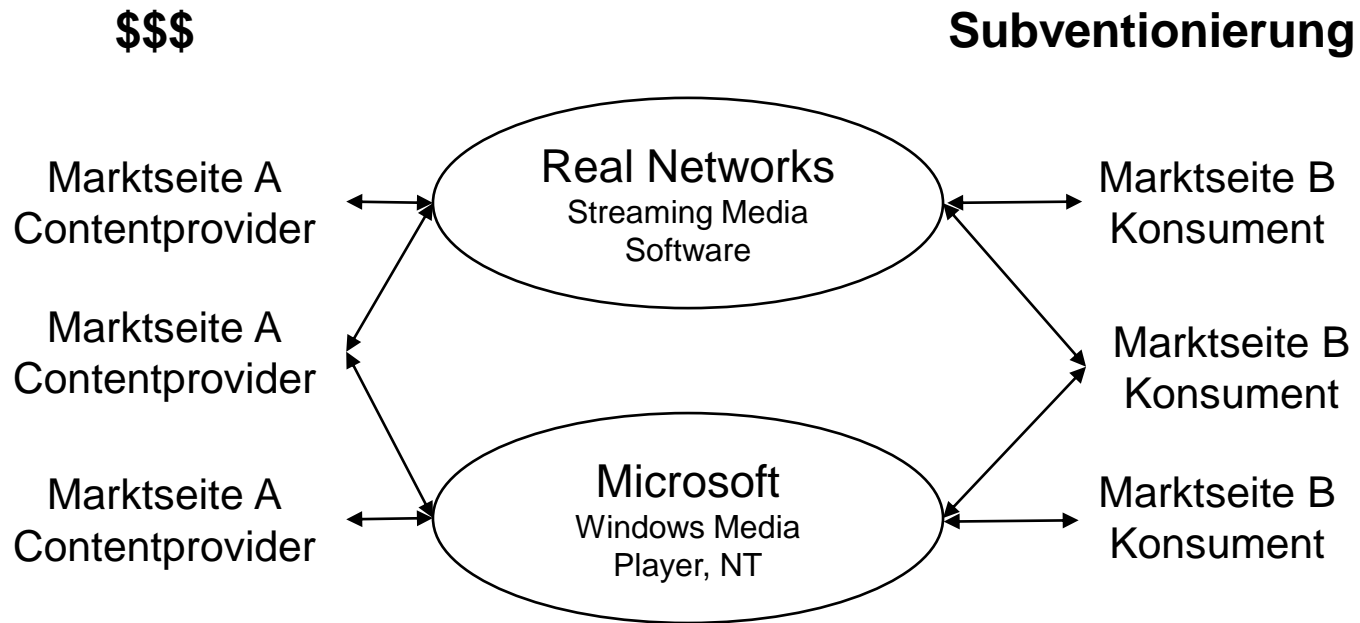 $$$
Subventionierung
Real Networks
Streaming Media
Software
Marktseite A
Contentprovider
Marktseite B
Konsument
Marktseite A
Contentprovider
Marktseite B
Konsument
Microsoft
Windows Media
Player, NT
Marktseite A
Contentprovider
Marktseite B
Konsument